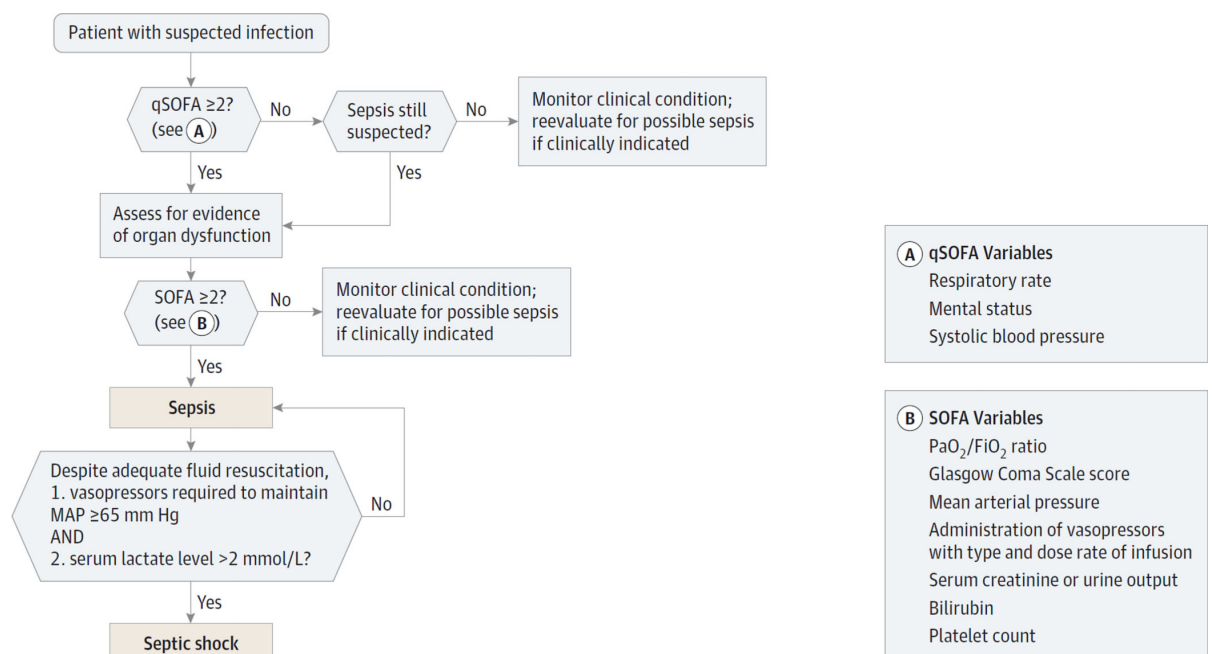 Patient with suspected infection
qSOFA ≥2?
(see A)
No
Sepsis still
suspected?
No
Monitor clinical condition;
reevaluate for possible sepsis
if clinically indicated
Yes
Yes
Assess for evidence
of organ dysfunction
SOFA ≥2?
(see B)
No
Monitor clinical condition;
reevaluate for possible sepsis
if clinically indicated
Yes
Sepsis
Despite adequate fluid resuscitation,
1. vasopressors required to maintain
MAP ≥65 mm Hg
AND
2. serum lactate level >2 mmol/L?
No
Yes
Septic shock
A qSOFA Variables
Respiratory rate
Mental status
Systolic blood pressure
B SOFA Variables
PaO₂/FiO₂ ratio
Glasgow Coma Scale score
Mean arterial pressure
Administration of vasopressors
with type and dose rate of infusion
Serum creatinine or urine output
Bilirubin
Platelet count